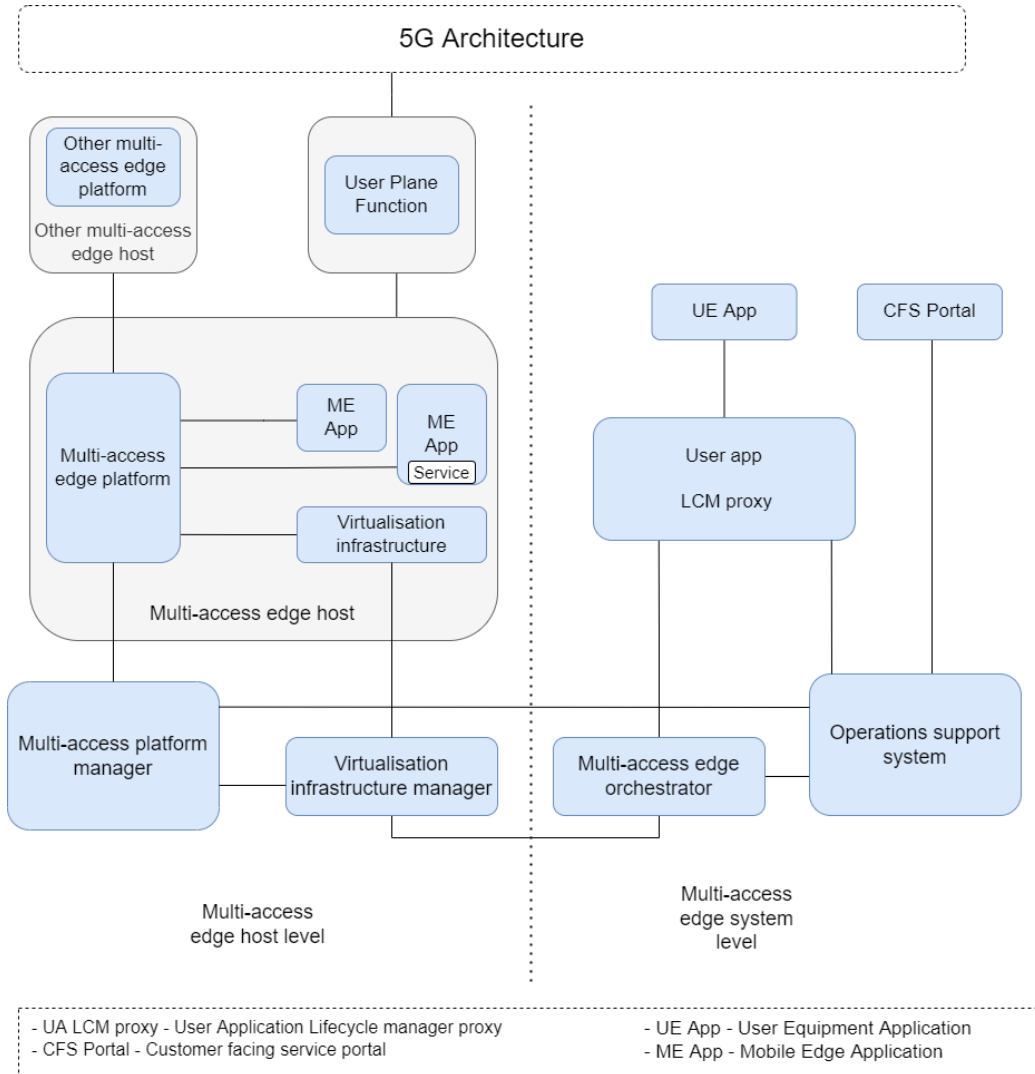 5G Architecture
Other multi-
access edge
platform
Other multi-access
edge host
User Plane
Function
UE App
CFS Portal
Multi-access
edge platform
ME
App
ME
App
Service
Virtualisation
infrastructure
Multi-access edge host
User app
LCM proxy
Multi-access platform
manager
Virtualisation
infrastructure manager
Multi-access edge
orchestrator
Operations support
system
Multi-access
edge host level
Multi-access
edge system
level
- UA LCM proxy - User Application Lifecycle manager proxy
- CFS Portal - Customer facing service portal
- UE App - User Equipment Application
- ME App - Mobile Edge Application